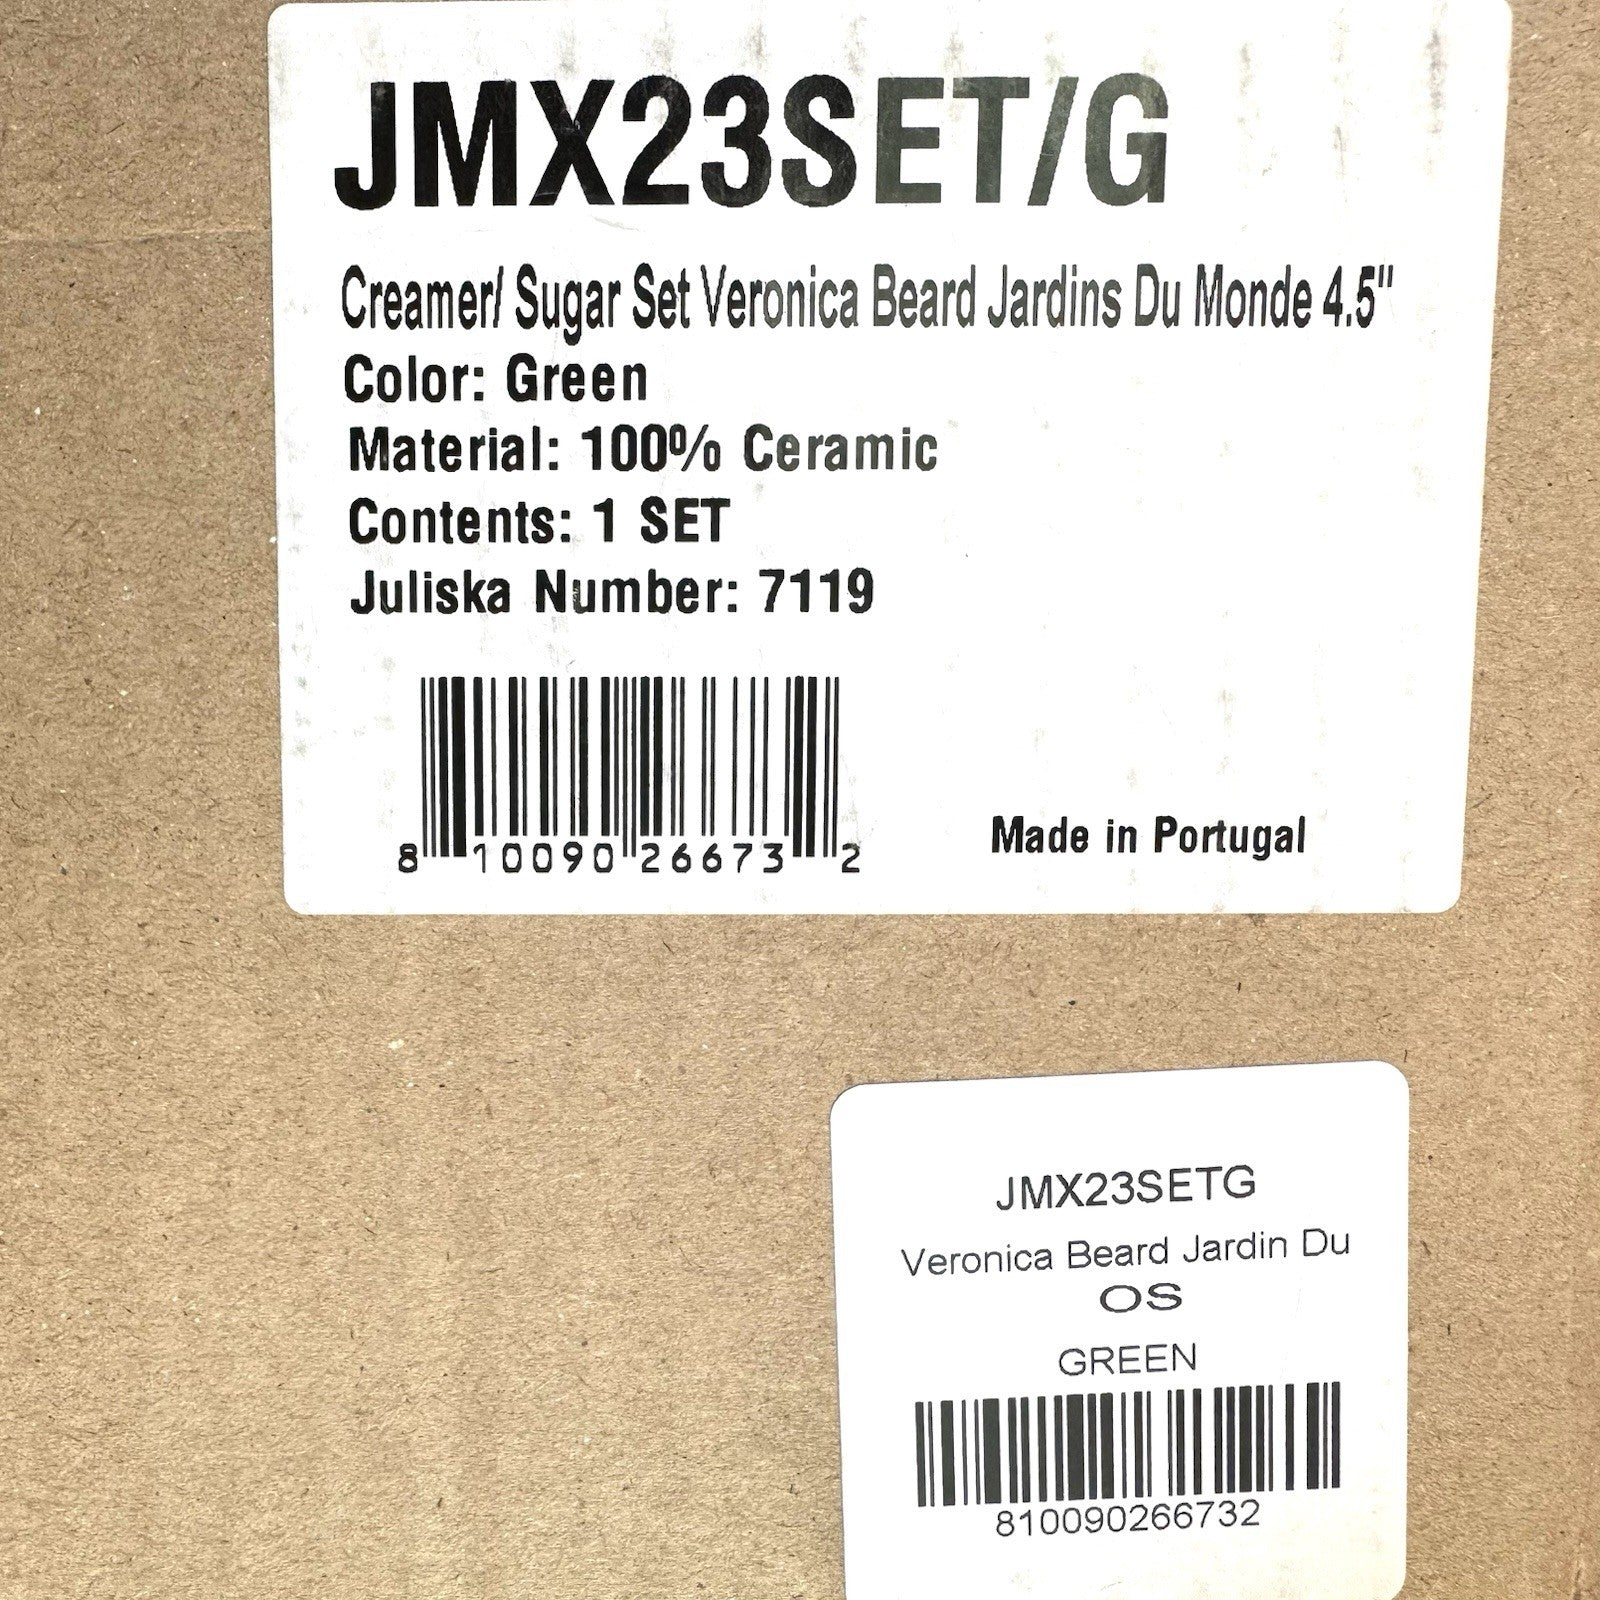 JMX23SET/G
Creamer/ Sugar Set Veronica Beard Jardins Du Monde 4.5"
Color: Green
Material: 100% Ceramic
Contents: 1 SET
Juliska Number: 7119
8 10090 26673 2
Made in Portugal
JMX23SETG
Veronica Beard Jardin Du
OS
GREEN
810090266732